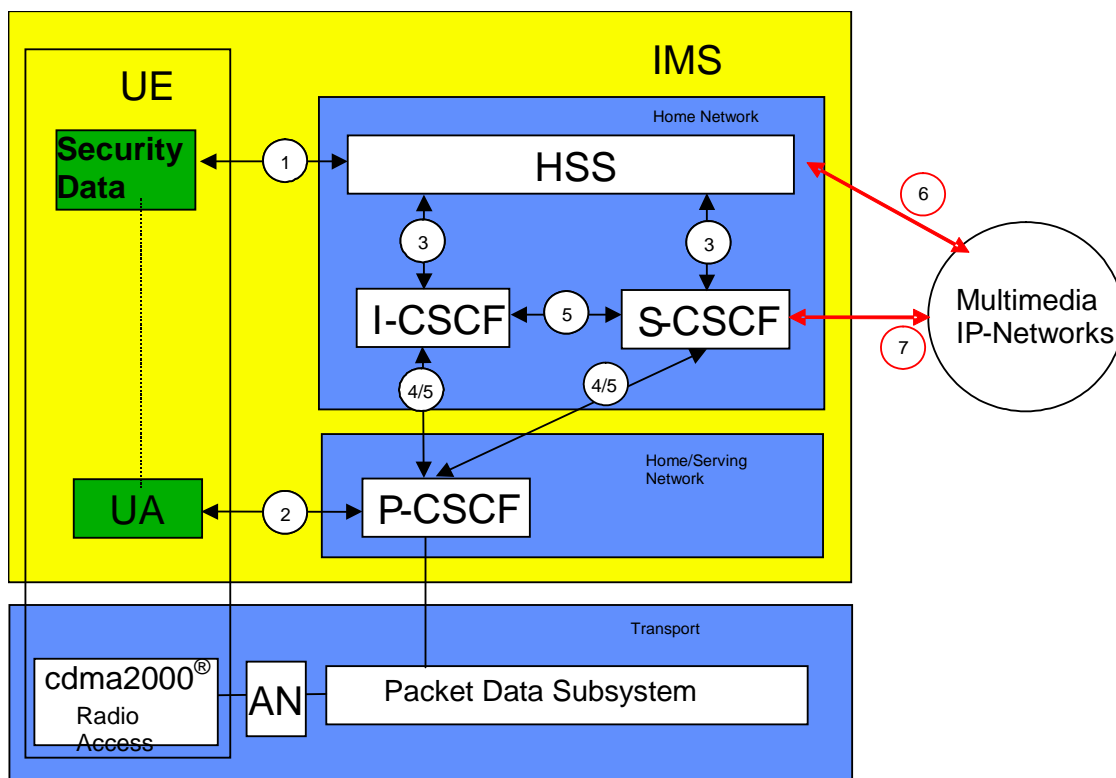 IMS
UE
Home Network
Security
Data
1
HSS
6
3
3
I-CSCF
5
S-CSCF
Multimedia
IP-Networks
7
4/5
4/5
Home/Serving
Network
UA
2
P-CSCF
Transport
cdma2000®
Radio
Access
AN
Packet Data Subsystem